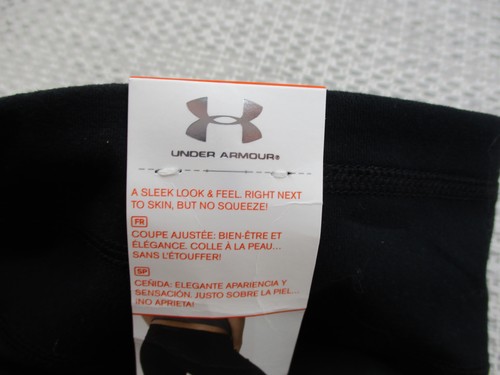 UNDER ARMOUR®
A SLEEK LOOK & FEEL. RIGHT NEXT
TO SKIN, BUT NO SQUEEZE!
FR
COUPE AJUSTÉE: BIEN-ÊTRE ET
ÉLÉGANCE. COLLE À LA PEAU...
SANS L'ÉTOUFFER!
SP
CEÑIDA: ELEGANTE APARIENCIA Y
SENSACIÓN. JUSTO SOBRE LA PIEL...
¡NO APRIETA!